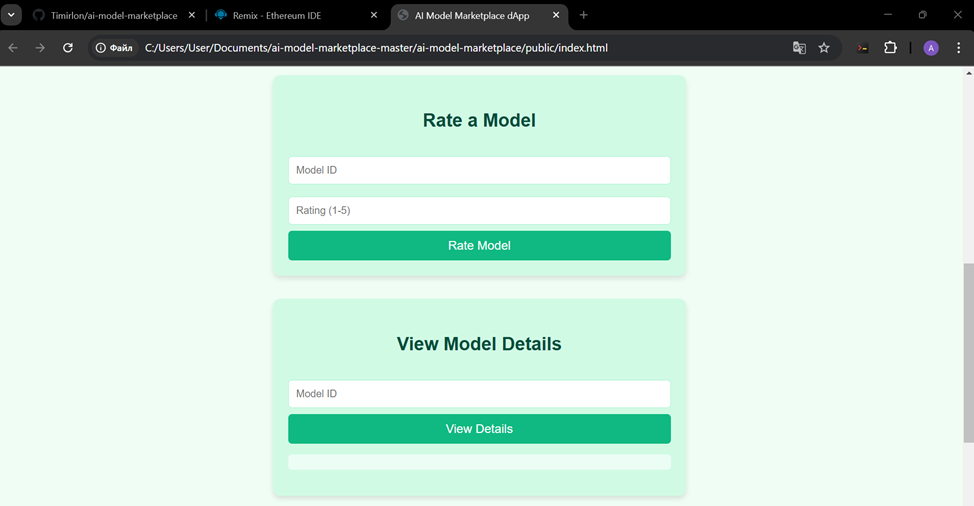 Timirlon/ai-model-marketplace
Remix - Ethereum IDE
AI Model Marketplace dApp
Файл
C:/Users/User/Documents/ai-model-marketplace-master/ai-model-marketplace/public/index.html
A
Rate a Model
Model ID
Rating (1-5)
Rate Model
View Model Details
Model ID
View Details